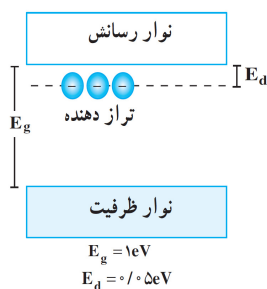 نوار رسانش
E_d
تراز دهنده
E_g
نوار ظرفیت
E_g = ۱eV
E_d = ۰/۰۵eV